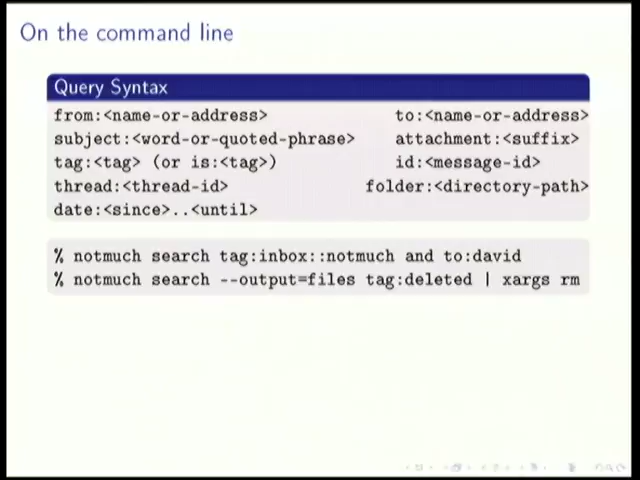 On the command line
Query Syntax
from:<name-or-address> to:<name-or-address>
subject:<word-or-quoted-phrase> attachment:<suffix>
tag:<tag> (or is:<tag>) id:<message-id>
thread:<thread-id> folder:<directory-path>
date:<since>..<until>
% notmuch search tag:inbox::notmuch and to:david
% notmuch search --output=files tag:deleted | xargs rm